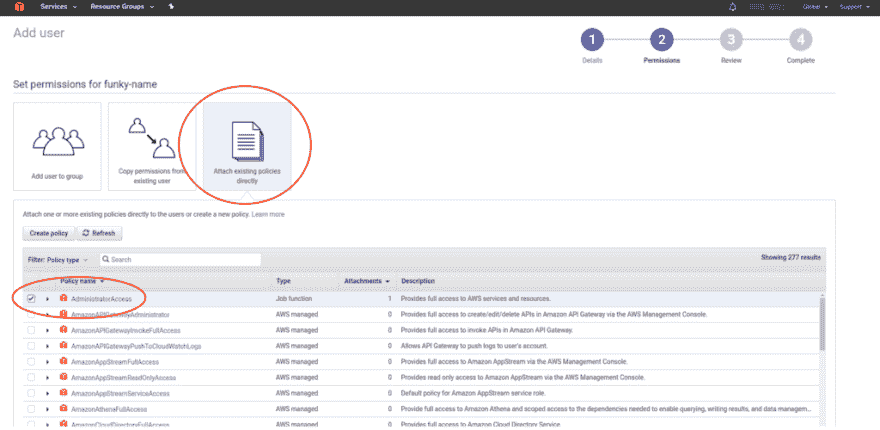 Services Resource Groups Global Support
Add user
1 2 3 4
Details Permissions Review Complete
Set permissions for funky-name
Add user to group
Copy permissions from
existing user
Attach existing policies
directly
Attach one or more existing policies directly to the users or create a new policy. Learn more
Create policy Refresh
Filter: Policy type Search Showing 277 results
Policy name Type Attachments Description
AdministratorAccess Job function 1 Provides full access to AWS services and resources.
AmazonAPIGatewayAdministrator AWS managed 0 Provides full access to create/edit/delete APIs in Amazon API Gateway via the AWS Management Console.
AmazonAPIGatewayInvokeFullAccess AWS managed 0 Provides full access to invoke APIs in Amazon API Gateway.
AmazonAPIGatewayPushToCloudWatchLogs AWS managed 0 Allows API Gateway to push logs to user's account.
AmazonAppStreamFullAccess AWS managed 0 Provides full access to Amazon AppStream via the AWS Management Console.
AmazonAppStreamReadOnlyAccess AWS managed 0 Provides read only access to Amazon AppStream via the AWS Management Console.
AmazonAppStreamServiceAccess AWS managed 0 Default policy for Amazon AppStream service role.
AmazonAthenaFullAccess AWS managed 0 Provide full access to Amazon Athena and scoped access to the dependencies needed to enable querying, writing results, and data managem...
AmazonCloudDirectoryFullAccess AWS managed 0 Provides full access to Amazon Cloud Directory Service.